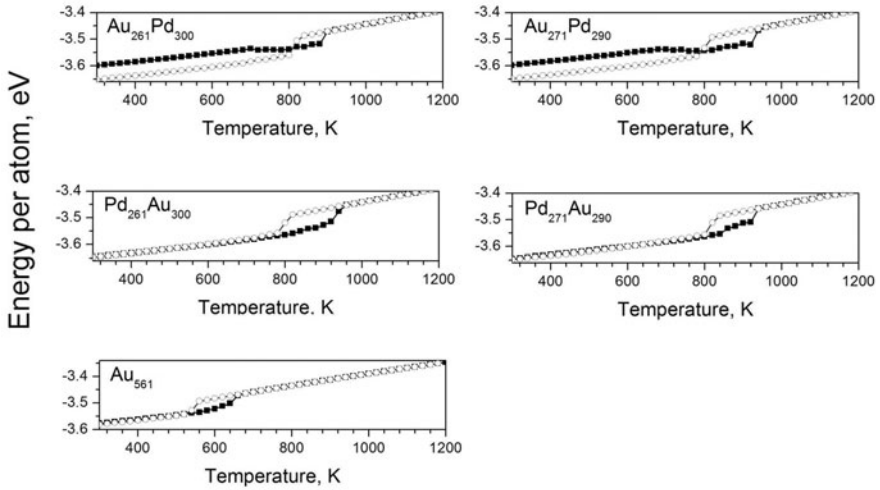 Energy per atom, eV
-3.4
-3.5
-3.6
Au261Pd300
400 600 800 1000 1200
Temperature, K
-3.4
-3.5
-3.6
Au271Pd290
400 600 800 1000 1200
Temperature, K
-3.4
-3.5
-3.6
Pd261Au300
400 600 800 1000 1200
Temperature, K
-3.4
-3.5
-3.6
Pd271Au290
400 600 800 1000 1200
Temperature, K
-3.4
-3.5
-3.6
Au561
400 600 800 1000 1200
Temperature, K